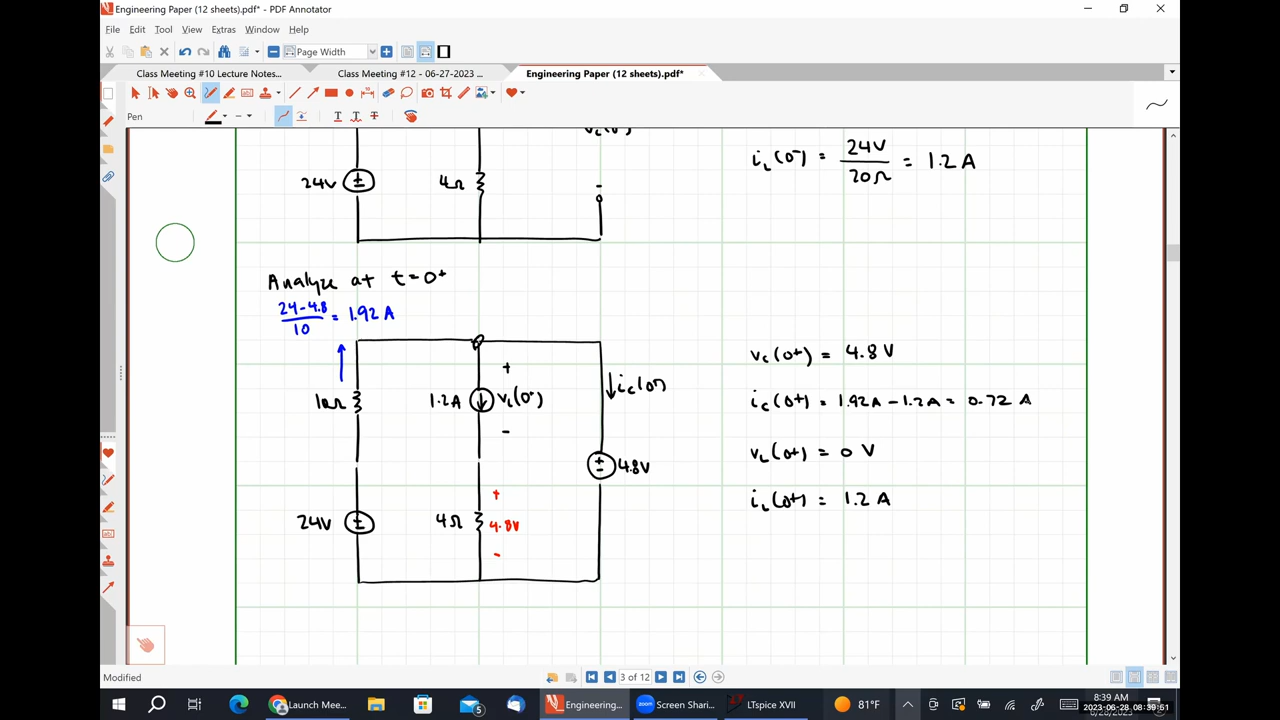 Engineering Paper (12 sheets).pdf* - PDF Annotator
File Edit Tool View Extras Window Help
Page Width
Class Meeting #10 Lecture Notes...
Class Meeting #12 - 06-27-2023 ...
Engineering Paper (12 sheets).pdf*
Pen
24V
4Ω
-
iL(0-) = 24V / 20Ω = 1.2 A
Analyze at t=0+
24-4.8 / 10 = 1.92 A
10Ω
1.2A
+
vL(0+)
-
iC(0+)
4.8V
24V
4Ω
+
4.8V
-
vC(0+) = 4.8 V
iC(0+) = 1.92A - 1.2A = 0.72 A
vL(0+) = 0 V
iL(0+) = 1.2 A
Modified
3 of 12
Launch Mee...
5
Engineering...
Screen Shari...
LTspice XVII
81°F
8:39 AM
2023-06-28 08:39:51